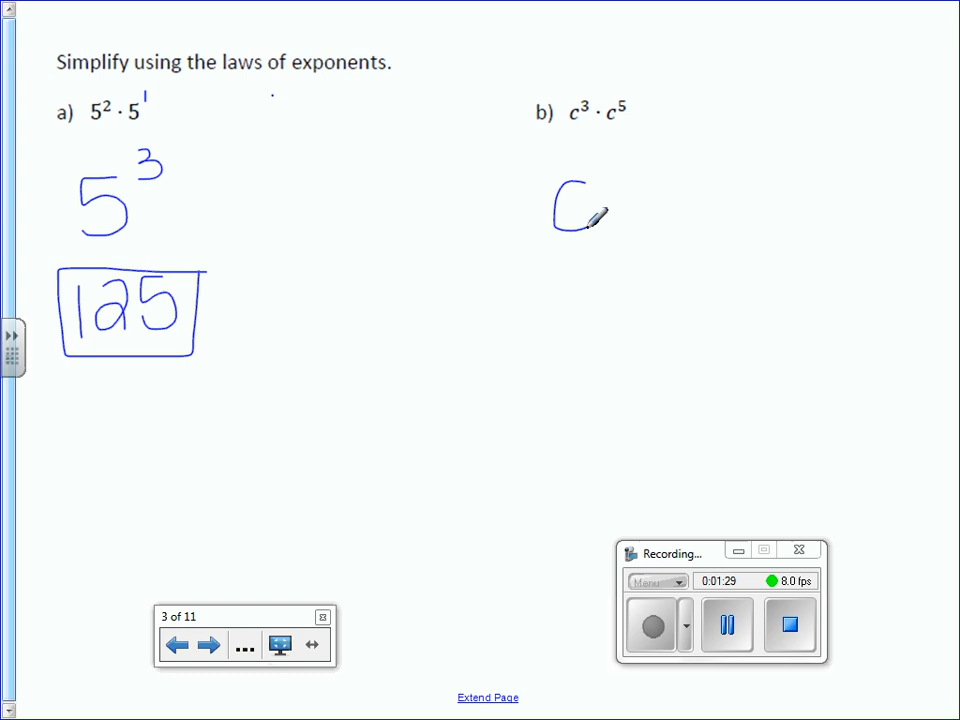 Simplify using the laws of exponents.
a) 5² · 5¹
b) c³ · c⁵
5³
c
125
Recording...
Menu
0:01:29
8.0 fps
3 of 11
...
Extend Page